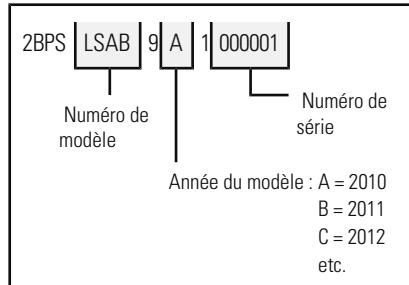 2BPS LSAB 9 A 1 000001
Numéro de
modèle
Numéro de
série
Année du modèle : A = 2010
B = 2011
C = 2012
etc.